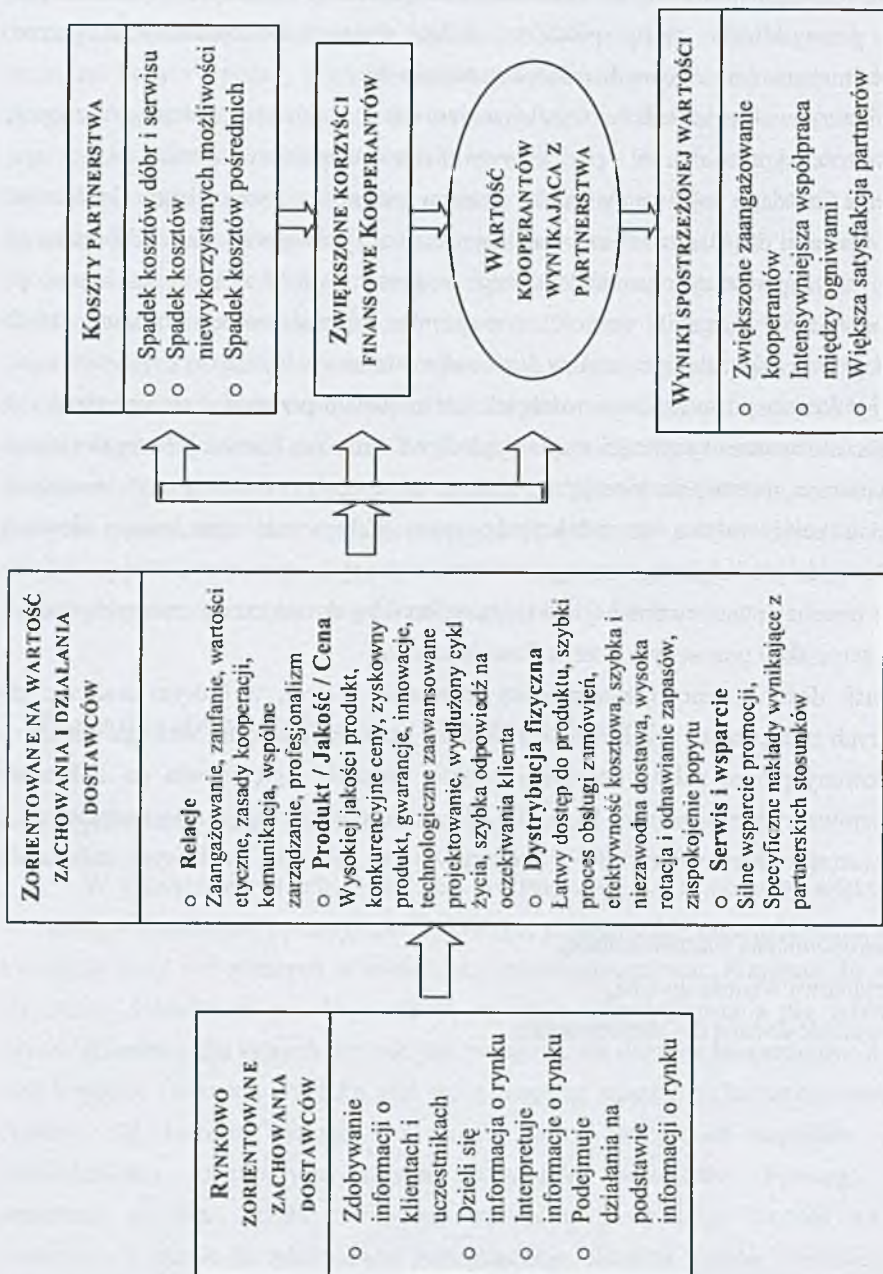 RYNKOWO
ZORIENTOWANE
ZACHOWANIA
DOSTAWCÓW
○ Zdobywanie
informacji o
klientach i
uczestnikach
○ Dzieli się
informacja o rynku
○ Interpretuje
informacje o rynku
○ Podejmuje
działania na
podstawie
informacji o rynku
ZORIENTOWANE NA WARTOŚĆ
ZACHOWANIA I DZIAŁANIA
DOSTAWCÓW
○ Relacje
Zaangażowanie, zaufanie, wartości
etyczne, zasady kooperacji,
komunikacja, wspólne
zarządzanie, profesjonalizm
○ Produkt / Jakość / Cena
Wysokiej jakości produkt,
konkurencyjne ceny, zyskowny
produkt, gwarancje, innowacje,
technologiczne zaawansowane
projektowanie, wydłużony cykl
życia, szybka odpowiedź na
oczekiwania klienta
○ Dystrybucja fizyczna
Łatwy dostęp do produktu, szybki
proces obsługi zamówień,
efektywność kosztowa, szybka i
niezawodna dostawa, wysoka
rotacja i odnawianie zapasów,
zaspokojenie popytu
○ Serwis i wsparcie
Silne wsparcie promocji,
Specyficzne nakłady wynikające z
partnerskich stosunków
KOSZTY PARTNERSTWA
○ Spadek kosztów dóbr i serwisu
○ Spadek kosztów
niewykorzystanych możliwości
○ Spadek kosztów pośrednich
ZWIĘKSZONE KORZYŚCI
FINANSOWE KOOPERANTÓW
WARTOŚĆ
KOOPERANTÓW
WYNIKAJĄCA Z
PARTNERSTWA
WYNIKI SPOSTRZEŻONEJ WARTOŚCI
○ Zwiększone zaangażowanie
kooperantów
○ Intensywniejsza współpraca
między ogniwami
○ Większa satysfakcja partnerów